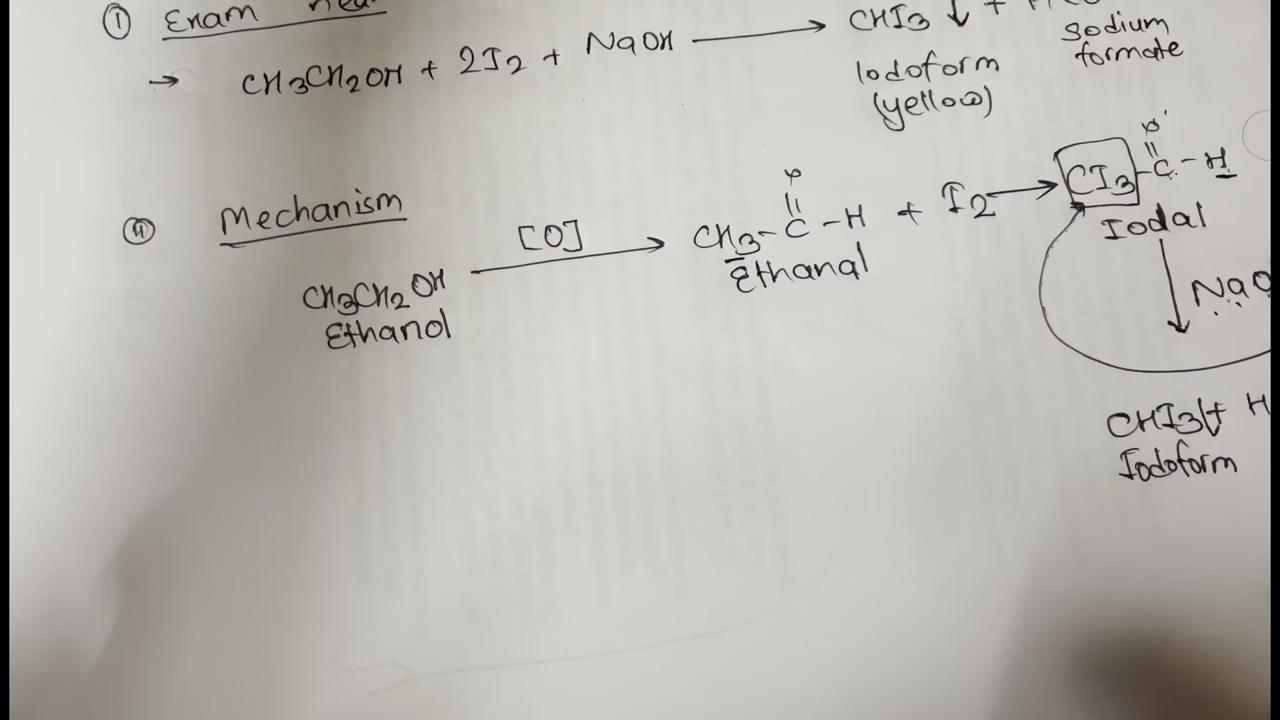 ① Exam
→ CH3CH2OH + 2I2 + NaOH ⟶ CHI3 ↓ +
Iodoform
(yellow)
sodium
formate
Mechanism
CH3CH2OH
Ethanol
[O]
CH3-C-H + I2 ⟶ CI3-C-H
||
Ethanal
||
Iodal
Na
CHI3↓+ H
Iodoform